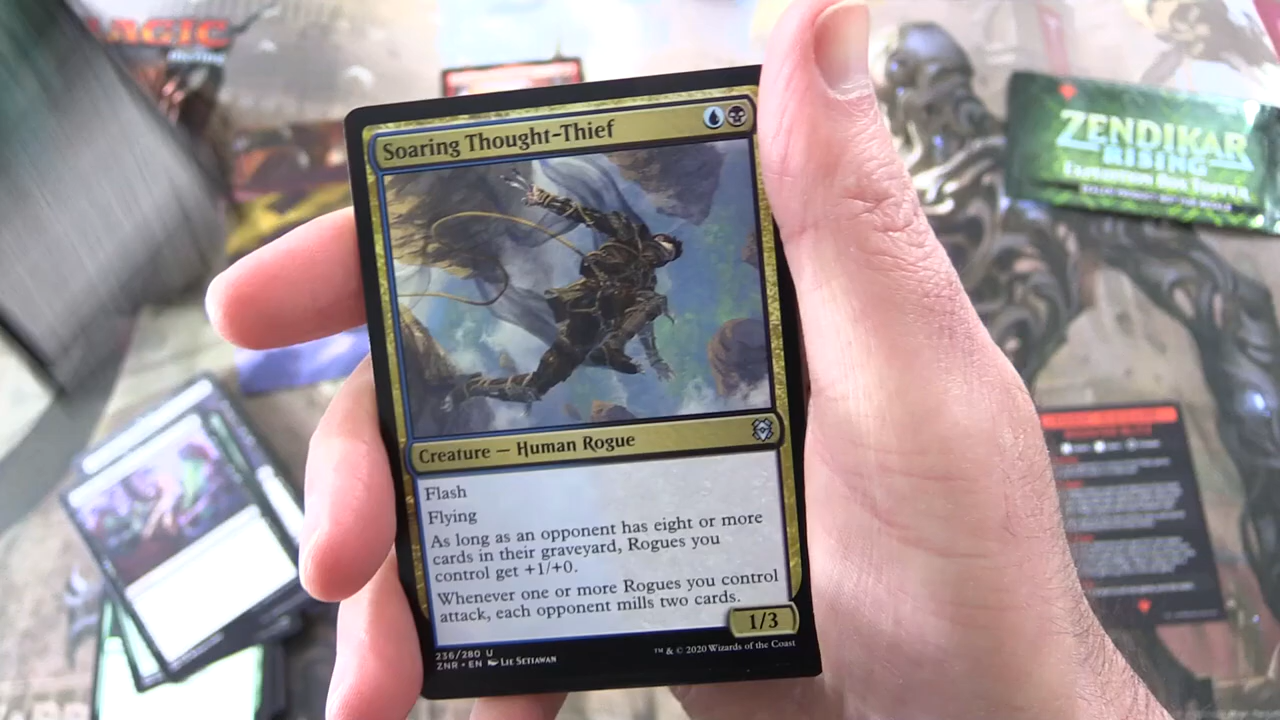 MAGIC
Soaring Thought-Thief
ZENDIKAR
RISING
Creature — Human Rogue
Flash
Flying
As long as an opponent has eight or more
cards in their graveyard, Rogues you
control get +1/+0.
Whenever one or more Rogues you control
attack, each opponent mills two cards.
1/3
236/280 U
ZNR • EN Lie Setiawan
™ & © 2020 Wizards of the Coast